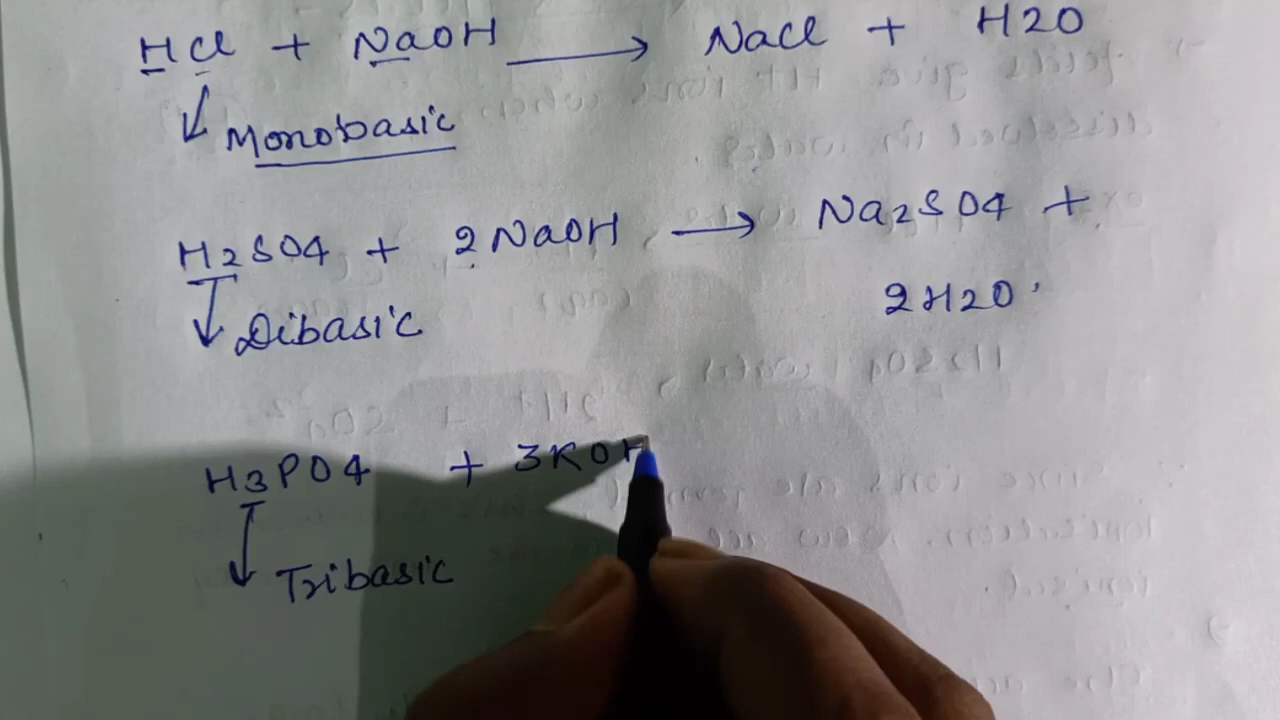 HCl + NaOH ⟶ NaCl + H2O
Monobasic
H2SO4 + 2NaOH ⟶ Na2SO4 +
2H2O.
Dibasic
H3PO4 + 3KOH
Tribasic